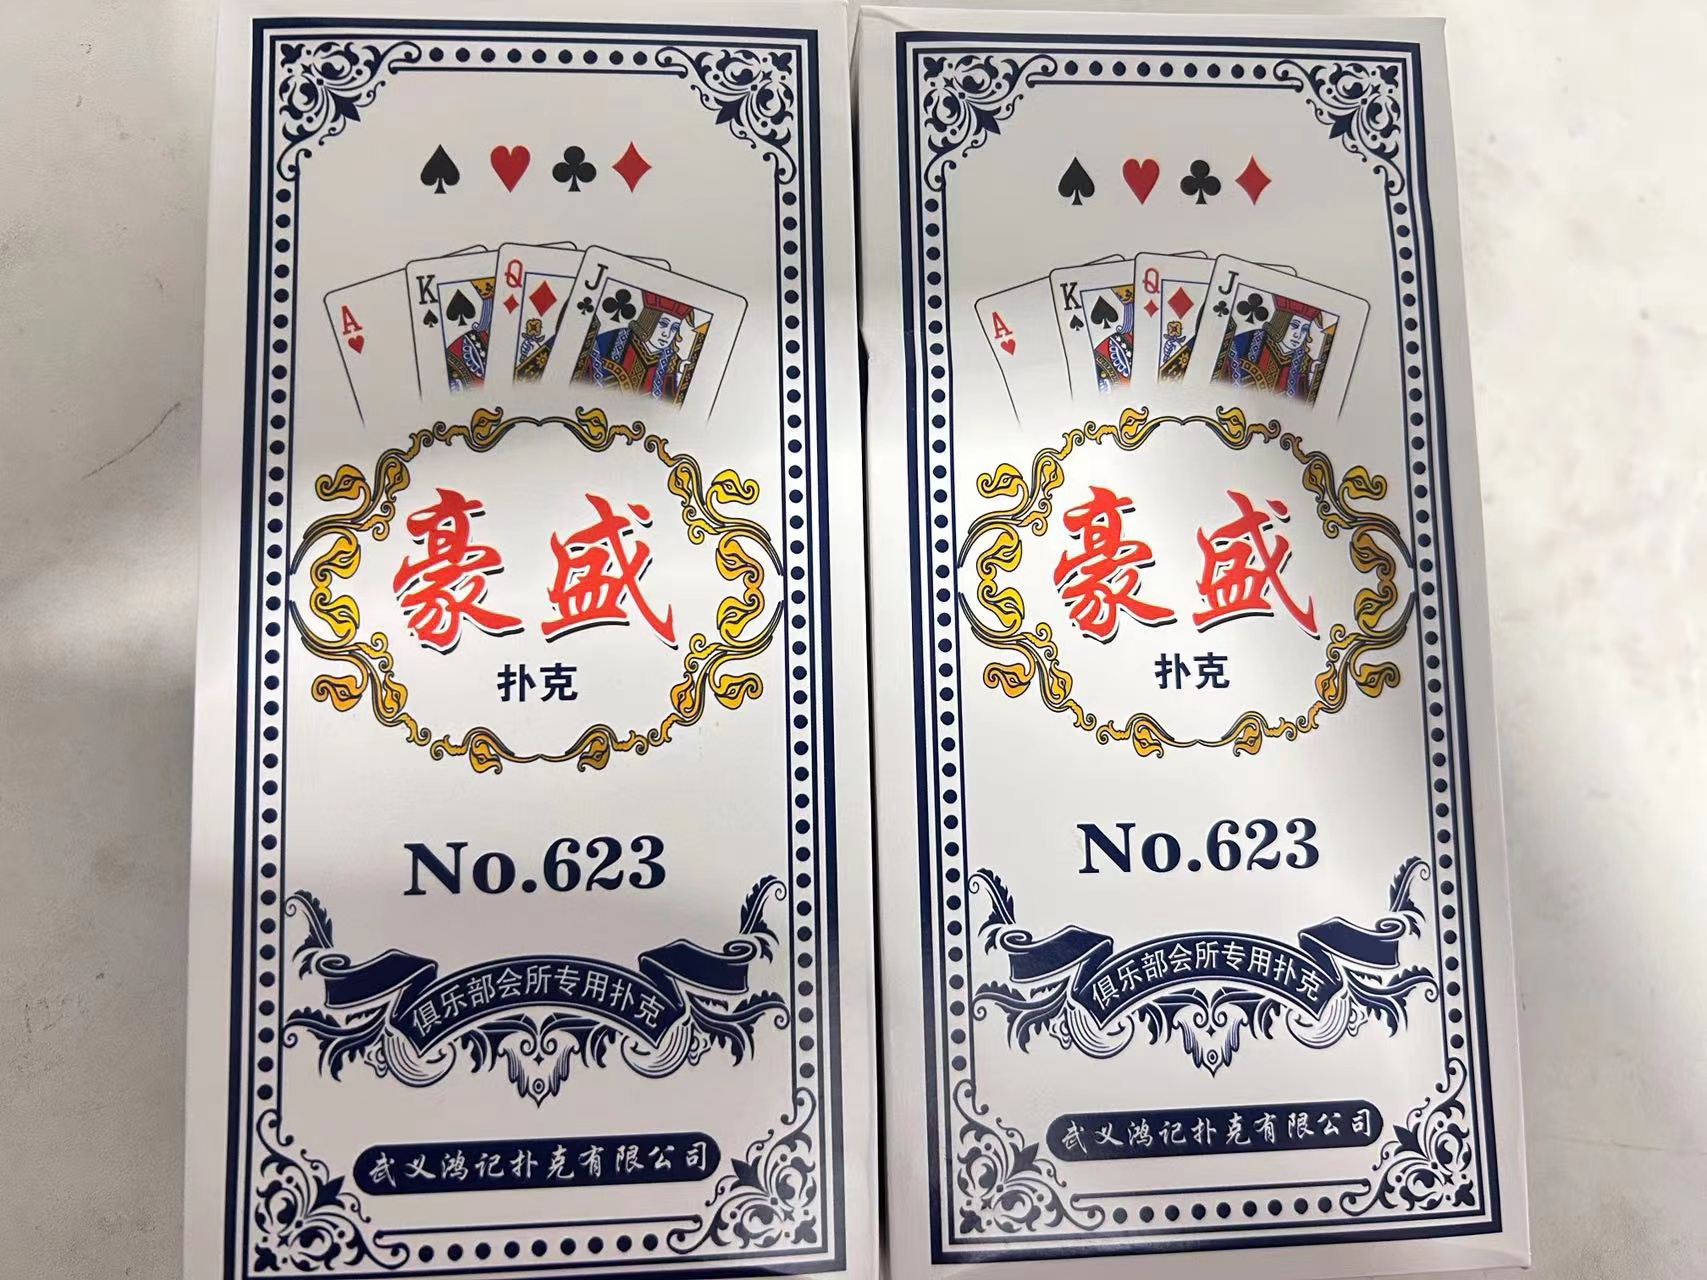 A
K
Q
J
豪盛
扑克
No.623
俱乐部会所专用扑克
武义鸿记扑克有限公司
A
K
Q
J
豪盛
扑克
No.623
俱乐部会所专用扑克
武义鸿记扑克有限公司